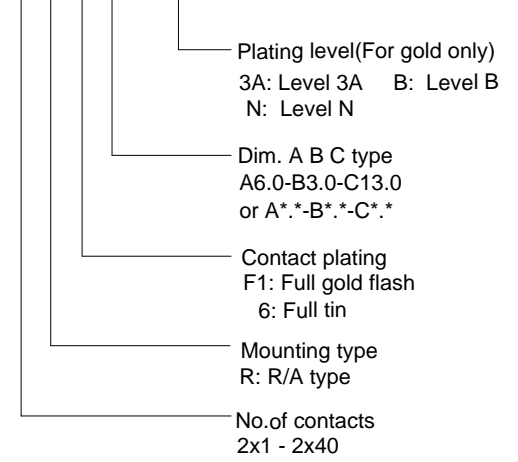 Plating level(For gold only)
3A: Level 3A B: Level B
N: Level N
Dim. A B C type
A6.0-B3.0-C13.0
or A*.*-B*.*-C*.*
Contact plating
F1: Full gold flash
6: Full tin
Mounting type
R: R/A type
No.of contacts
2x1 - 2x40